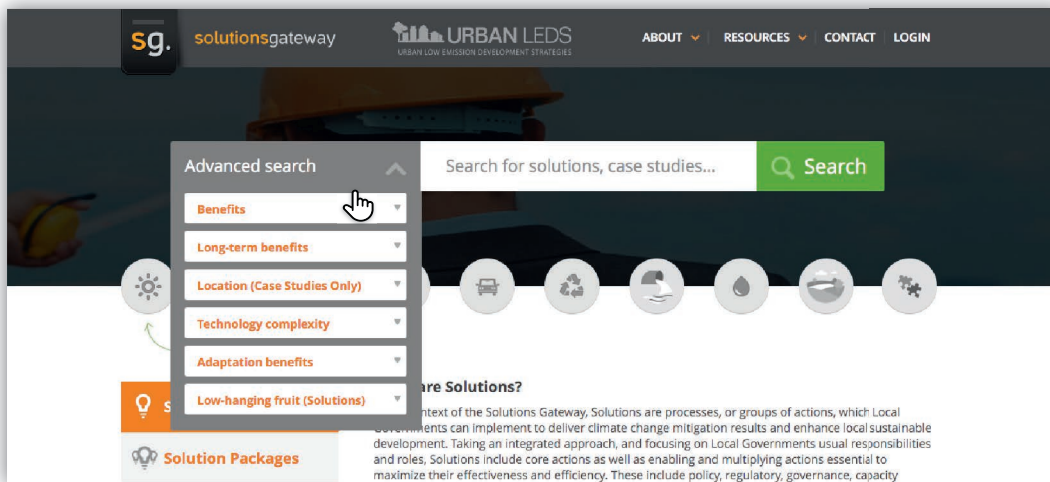 sg. solutionsgateway
URBAN LEDS
URBAN LOW EMISSION DEVELOPMENT STRATEGIES
ABOUT RESOURCES CONTACT LOGIN
Advanced search
Search for solutions, case studies...
Search
Benefits
Long-term benefits
Location (Case Studies Only)
Technology complexity
Adaptation benefits
Low-hanging fruit (Solutions)
S
Solution Packages
are Solutions?
ntext of the Solutions Gateway, Solutions are processes, or groups of actions, which Local
Governments can implement to deliver climate change mitigation results and enhance local sustainable
development. Taking an integrated approach, and focusing on Local Governments usual responsibilities
and roles, Solutions include core actions as well as enabling and multiplying actions essential to
maximize their effectiveness and efficiency. These include policy, regulatory, governance, capacity